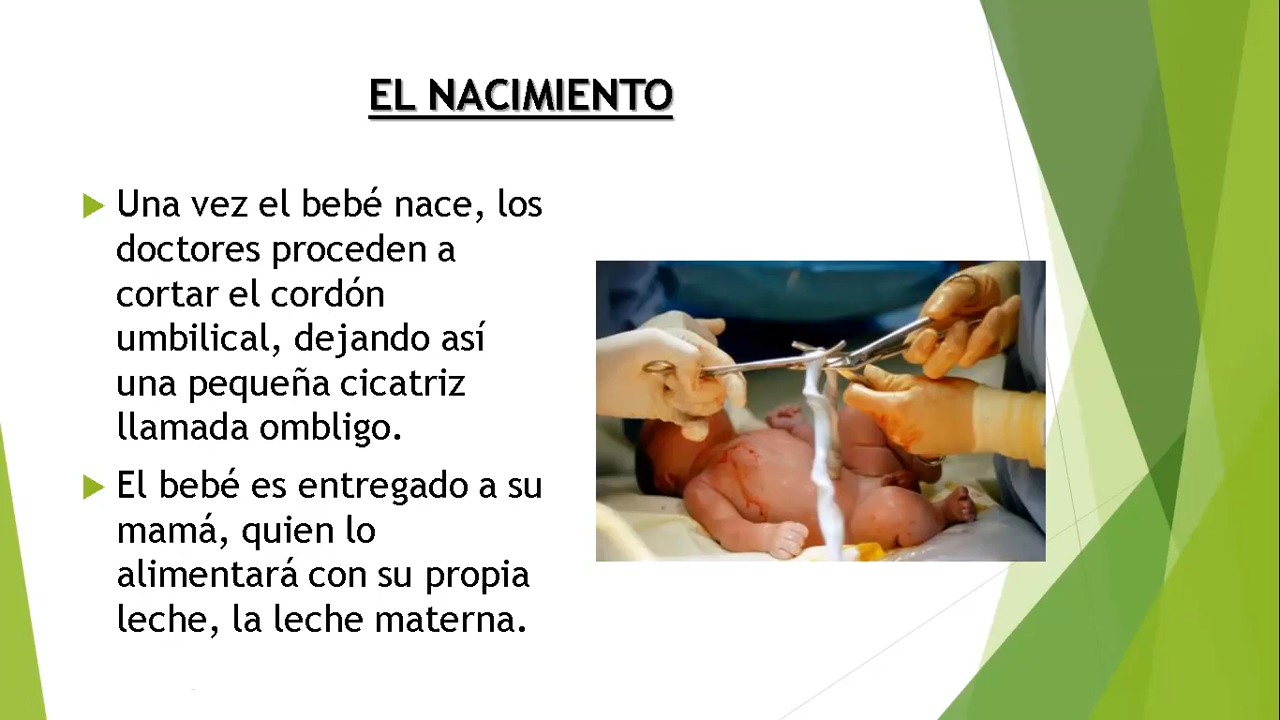 EL NACIMIENTO
Una vez el bebé nace, los
doctores proceden a
cortar el cordón
umbilical, dejando así
una pequeña cicatriz
llamada ombligo.
El bebé es entregado a su
mamá, quien lo
alimentará con su propia
leche, la leche materna.